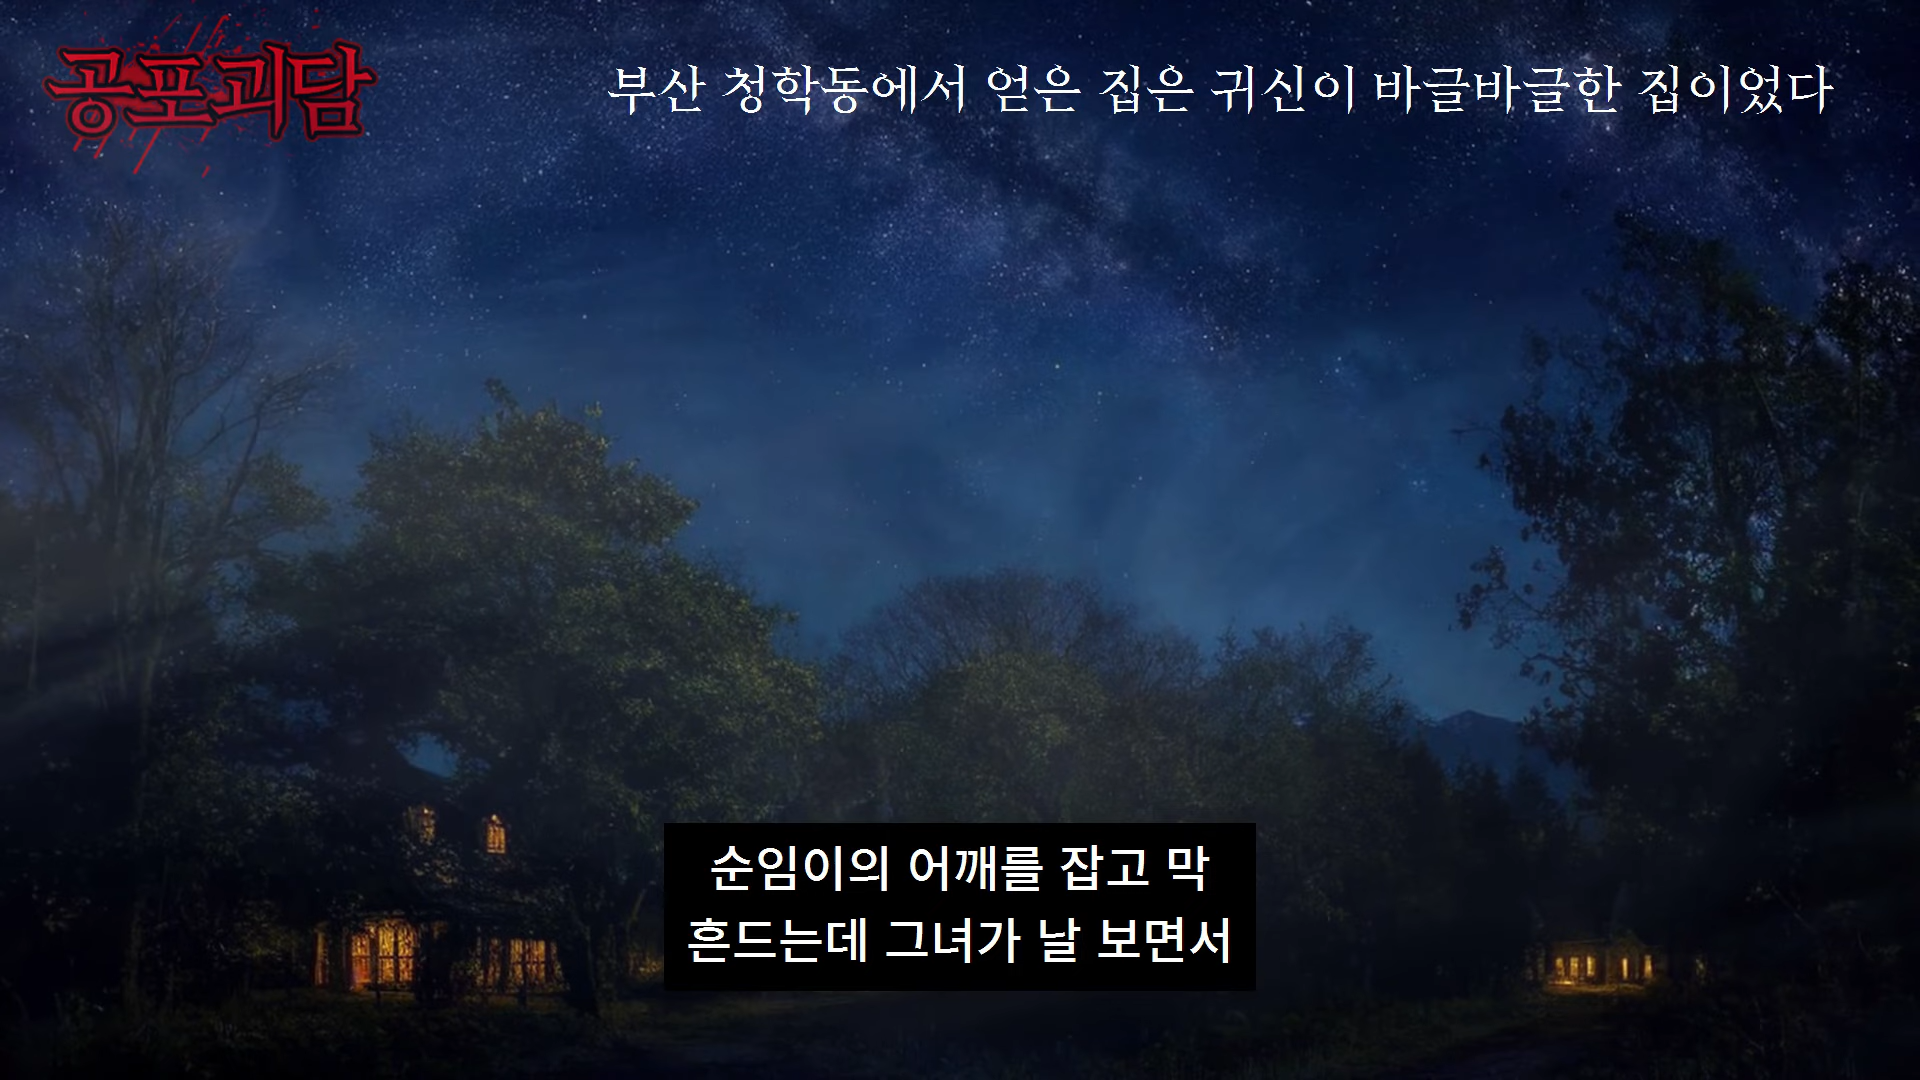 공포괴담
부산 청학동에서 얻은 집은 귀신이 바글바글한 집이었다
순임이의 어깨를 잡고 막
흔드는데 그녀가 날 보면서